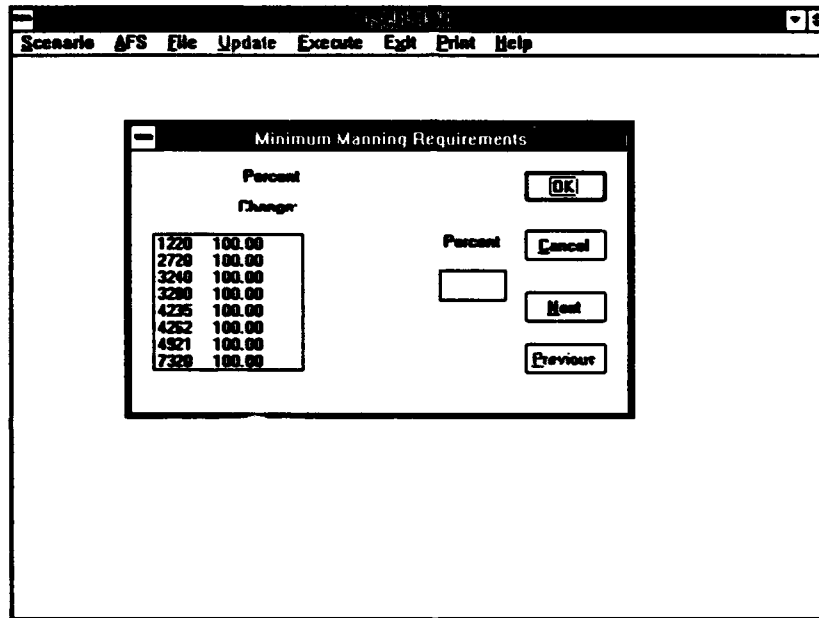 Scenario AFS File Update Execute Exit Print Help
Minimum Manning Requirements
Percent
Change
OK
1220 100.00
2720 100.00
3240 100.00
3280 100.00
4235 100.00
4262 100.00
4921 100.00
7320 100.00
Percent
Cancel
Next
Previous